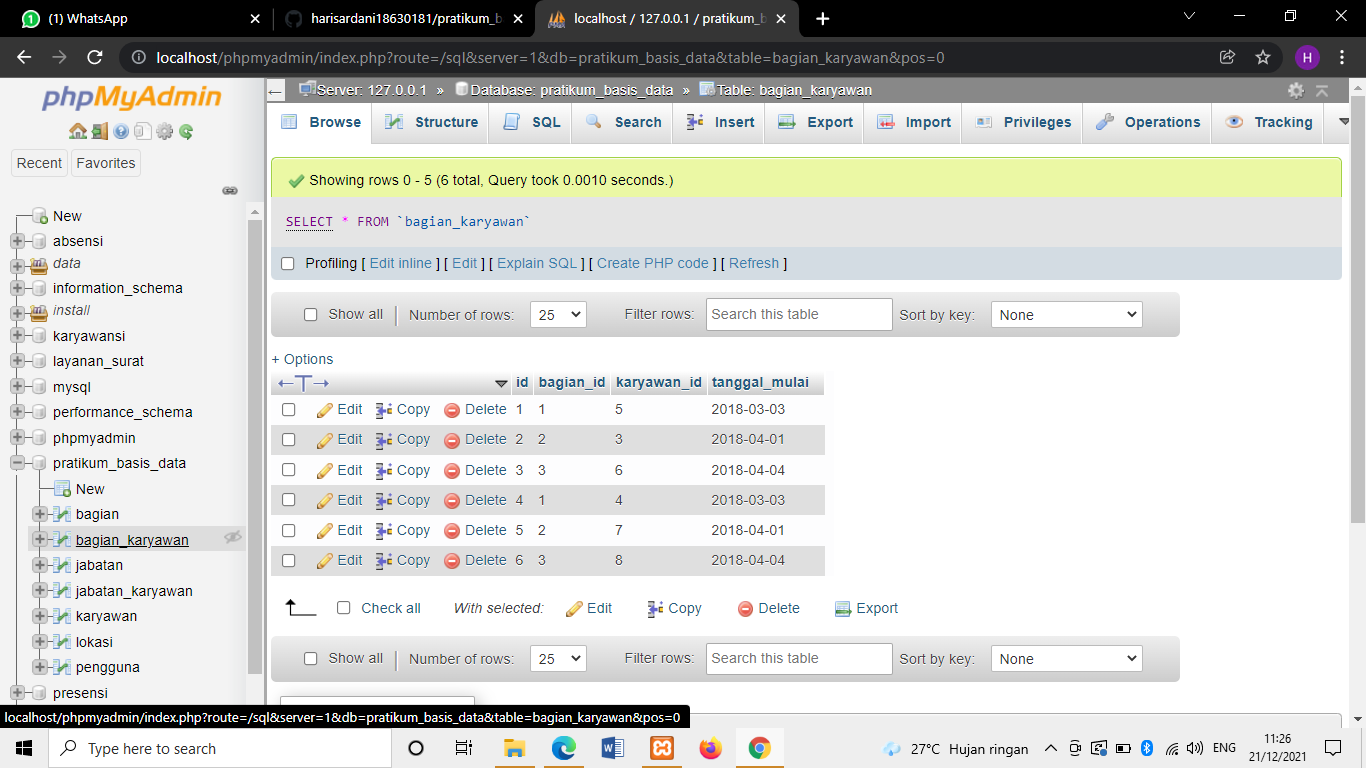 (1) WhatsApp
harisardani18630181/pratikum_b
localhost / 127.0.0.1 / pratikum_b
localhost/phpmyadmin/index.php?route=/sql&server=1&db=pratikum_basis_data&table=bagian_karyawan&pos=0
H
phpMyAdmin
Recent Favorites
New
absensi
data
information_schema
install
karyawansi
layanan_surat
mysql
performance_schema
phpmyadmin
pratikum_basis_data
New
bagian
bagian_karyawan
jabatan
jabatan_karyawan
karyawan
lokasi
pengguna
presensi
Server: 127.0.0.1 » Database: pratikum_basis_data » Table: bagian_karyawan
Browse Structure SQL Search Insert Export Import Privileges Operations Tracking
Showing rows 0 - 5 (6 total, Query took 0.0010 seconds.)
SELECT * FROM `bagian_karyawan`
Profiling [ Edit inline ] [ Edit ] [ Explain SQL ] [ Create PHP code ] [ Refresh ]
Show all | Number of rows: 25 Filter rows: Search this table Sort by key: None
+ Options
←T→ id bagian_id karyawan_id tanggal_mulai
Edit Copy Delete 1 1 5 2018-03-03
Edit Copy Delete 2 2 3 2018-04-01
Edit Copy Delete 3 3 6 2018-04-04
Edit Copy Delete 4 1 4 2018-03-03
Edit Copy Delete 5 2 7 2018-04-01
Edit Copy Delete 6 3 8 2018-04-04
Check all With selected: Edit Copy Delete Export
Show all | Number of rows: 25 Filter rows: Search this table Sort by key: None
localhost/phpmyadmin/index.php?route=/sql&server=1&db=pratikum_basis_data&table=bagian_karyawan&pos=0
Type here to search
27°C Hujan ringan
ENG
11:26
21/12/2021